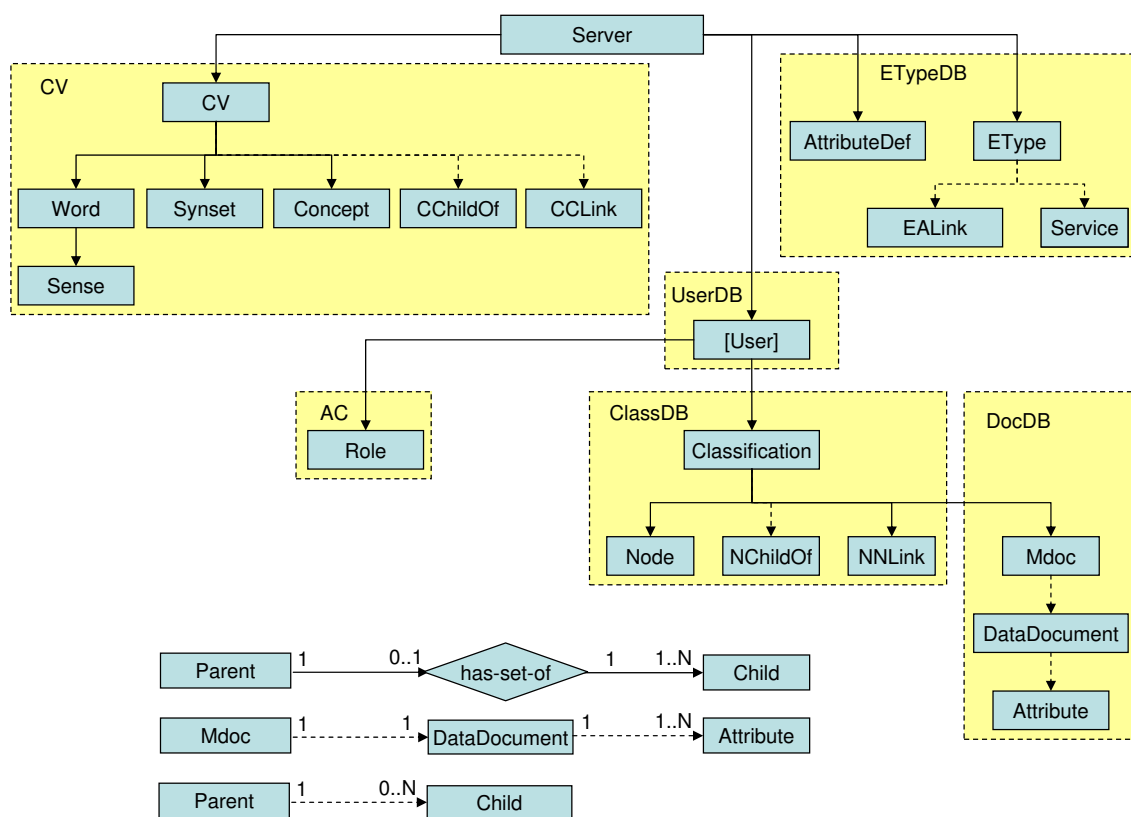 Server
CV
ETypeDB
CV
AttributeDef
EType
Word
Synset
Concept
CChildOf
CCLink
EALink
Service
Sense
UserDB
[User]
AC
ClassDB
DocDB
Role
Classification
Node
NChildOf
NNLink
Mdoc
DataDocument
Attribute
Parent 1 0..1 has-set-of 1 1..N Child
Mdoc 1 1 DataDocument 1 1..N Attribute
Parent 1 0..N Child